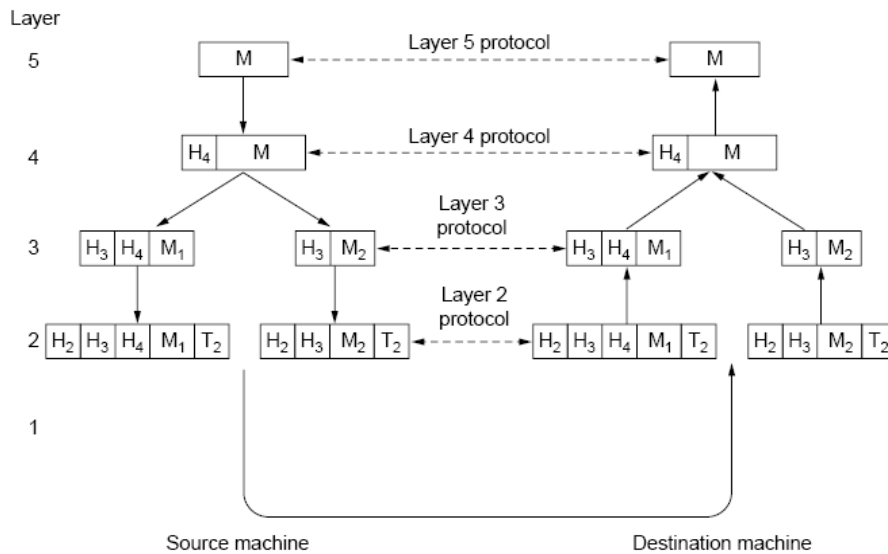 Layer
5 M Layer 5 protocol M
4 H₄ M Layer 4 protocol H₄ M
Layer 3
protocol
3 H₃ H₄ M₁ H₃ M₂ H₃ H₄ M₁ H₃ M₂
Layer 2
protocol
2 H₂ H₃ H₄ M₁ T₂ H₂ H₃ M₂ T₂ H₂ H₃ H₄ M₁ T₂ H₂ H₃ M₂ T₂
1
Source machine Destination machine